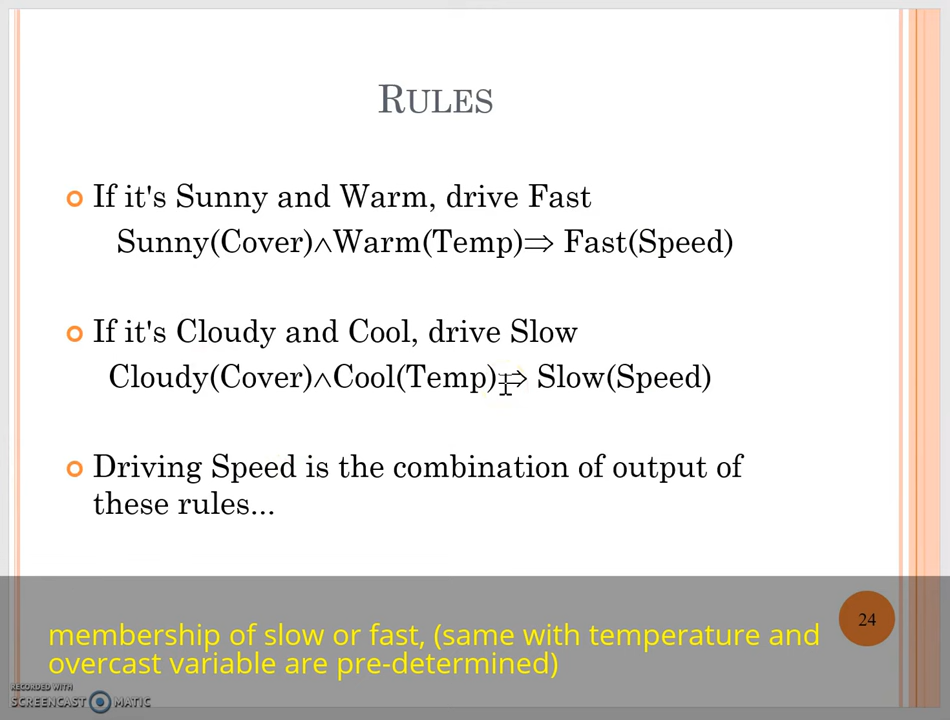 RULES
If it's Sunny and Warm, drive Fast
Sunny(Cover)∧Warm(Temp)⇒ Fast(Speed)
If it's Cloudy and Cool, drive Slow
Cloudy(Cover)∧Cool(Temp)⇒ Slow(Speed)
Driving Speed is the combination of output of
these rules...
24
membership of slow or fast, (same with temperature and
overcast variable are pre-determined)
RECORDED WITH
SCREENCAST MATIC